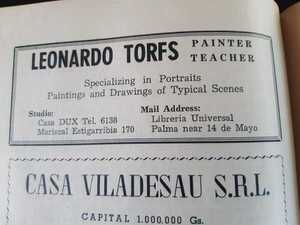 LEONARDO TORFS PAINTER
TEACHER
Specializing in Portraits
Paintings and Drawings of Typical Scenes
Studio:
Casa DUX Tel. 6138
Mariscal Estigarribia 170
Mail Address:
Libreria Universal
Palma near 14 de Mayo
CASA VILADESAU S.R.L.
CAPITAL 1.000.000 Gs.